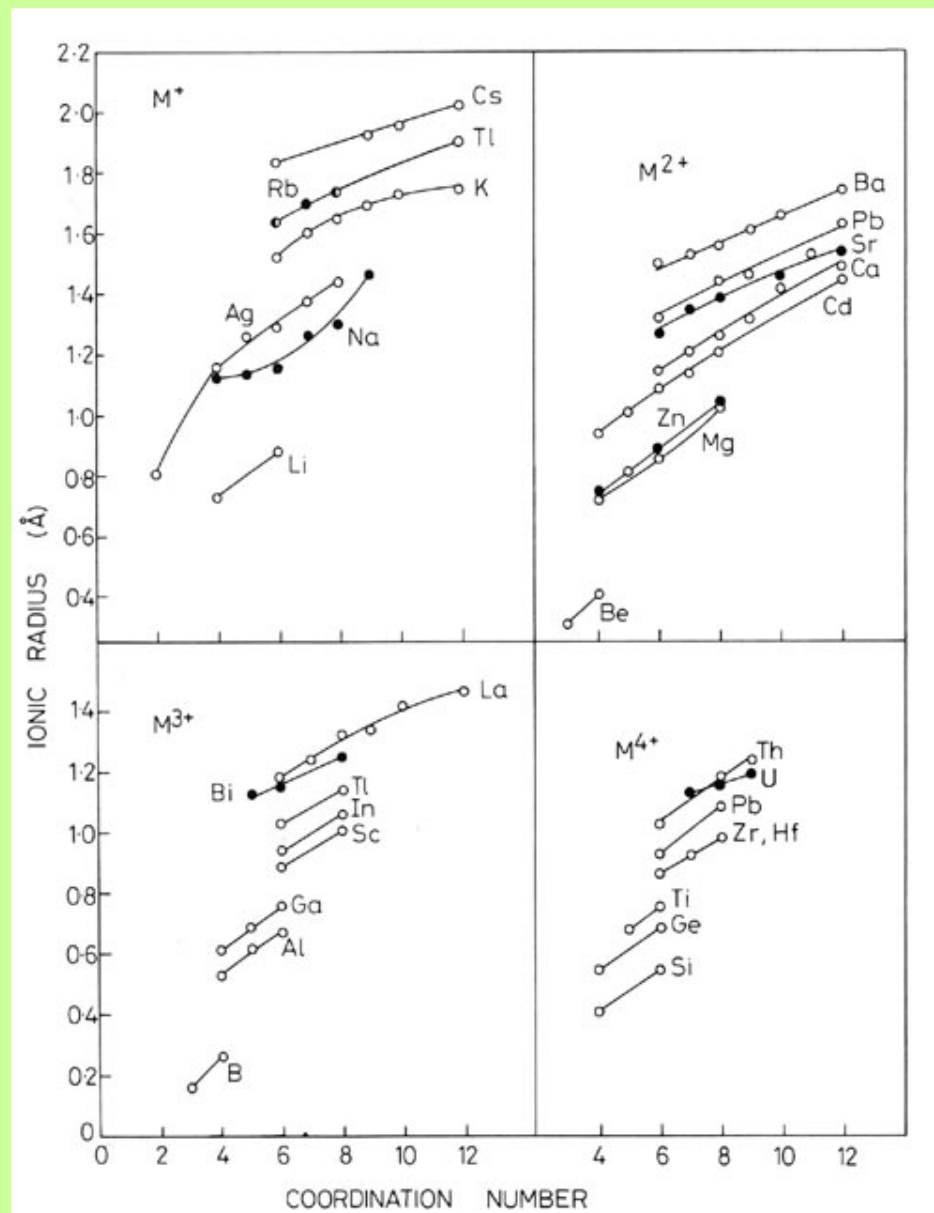 2·2
M⁺
Cs
2·0
Tl
Rb
M²⁺
1·8
Ba
K
Pb
1·6
Sr
Ca
1·4
Ag
Cd
Na
1·2
1·0
Zn
Mg
0·8
Li
0·6
0·4
Be
IONIC RADIUS (Å)
La
1·4
M³⁺
M⁴⁺
Th
U
1·2
Bi
Tl
Pb
In
1·0
Sc
Zr, Hf
0·8
Ga
Ti
Ge
0·6
Al
Si
0·4
0·2
B
0
0 2 4 6 8 10 12 4 6 8 10 12
COORDINATION NUMBER